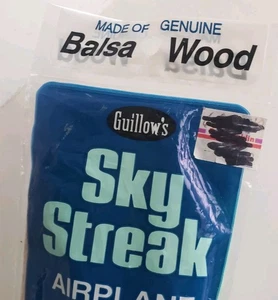 MADE OF GENUINE
Balsa Wood
Guillow's
Sky
Streak
AIRPLANE